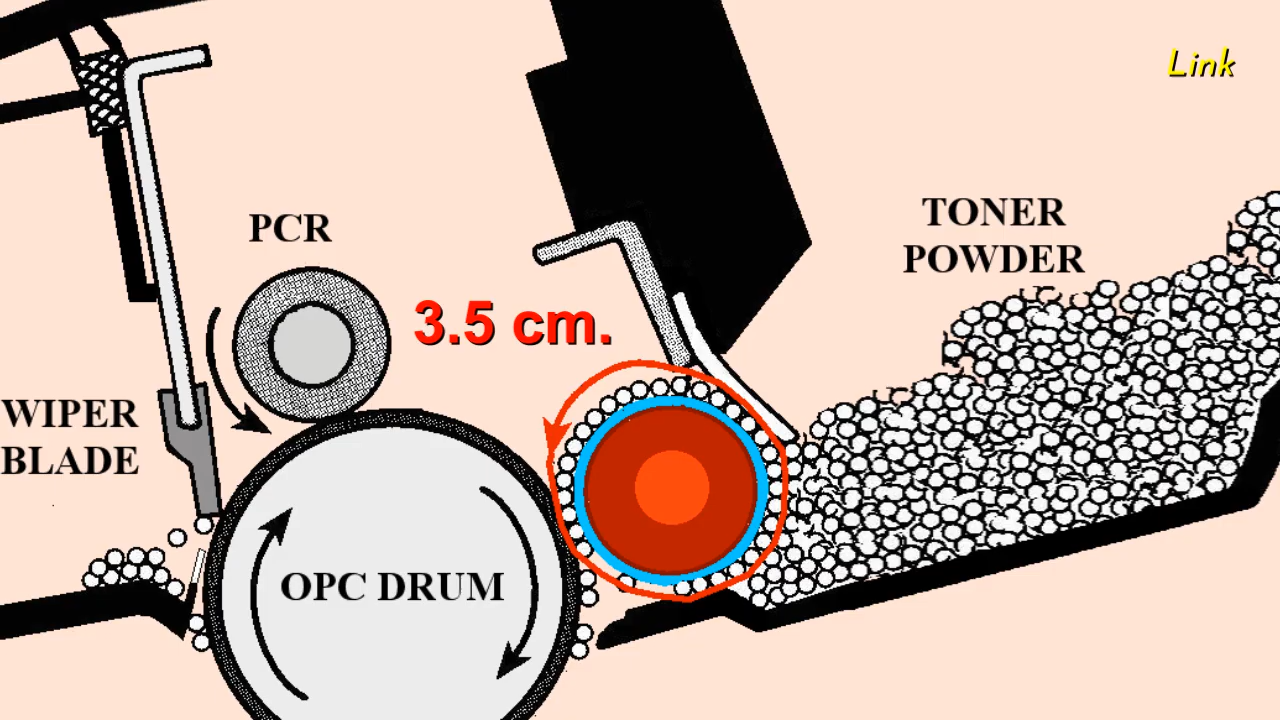 Link
TONER
POWDER
PCR
3.5 cm.
WIPER
BLADE
OPC DRUM